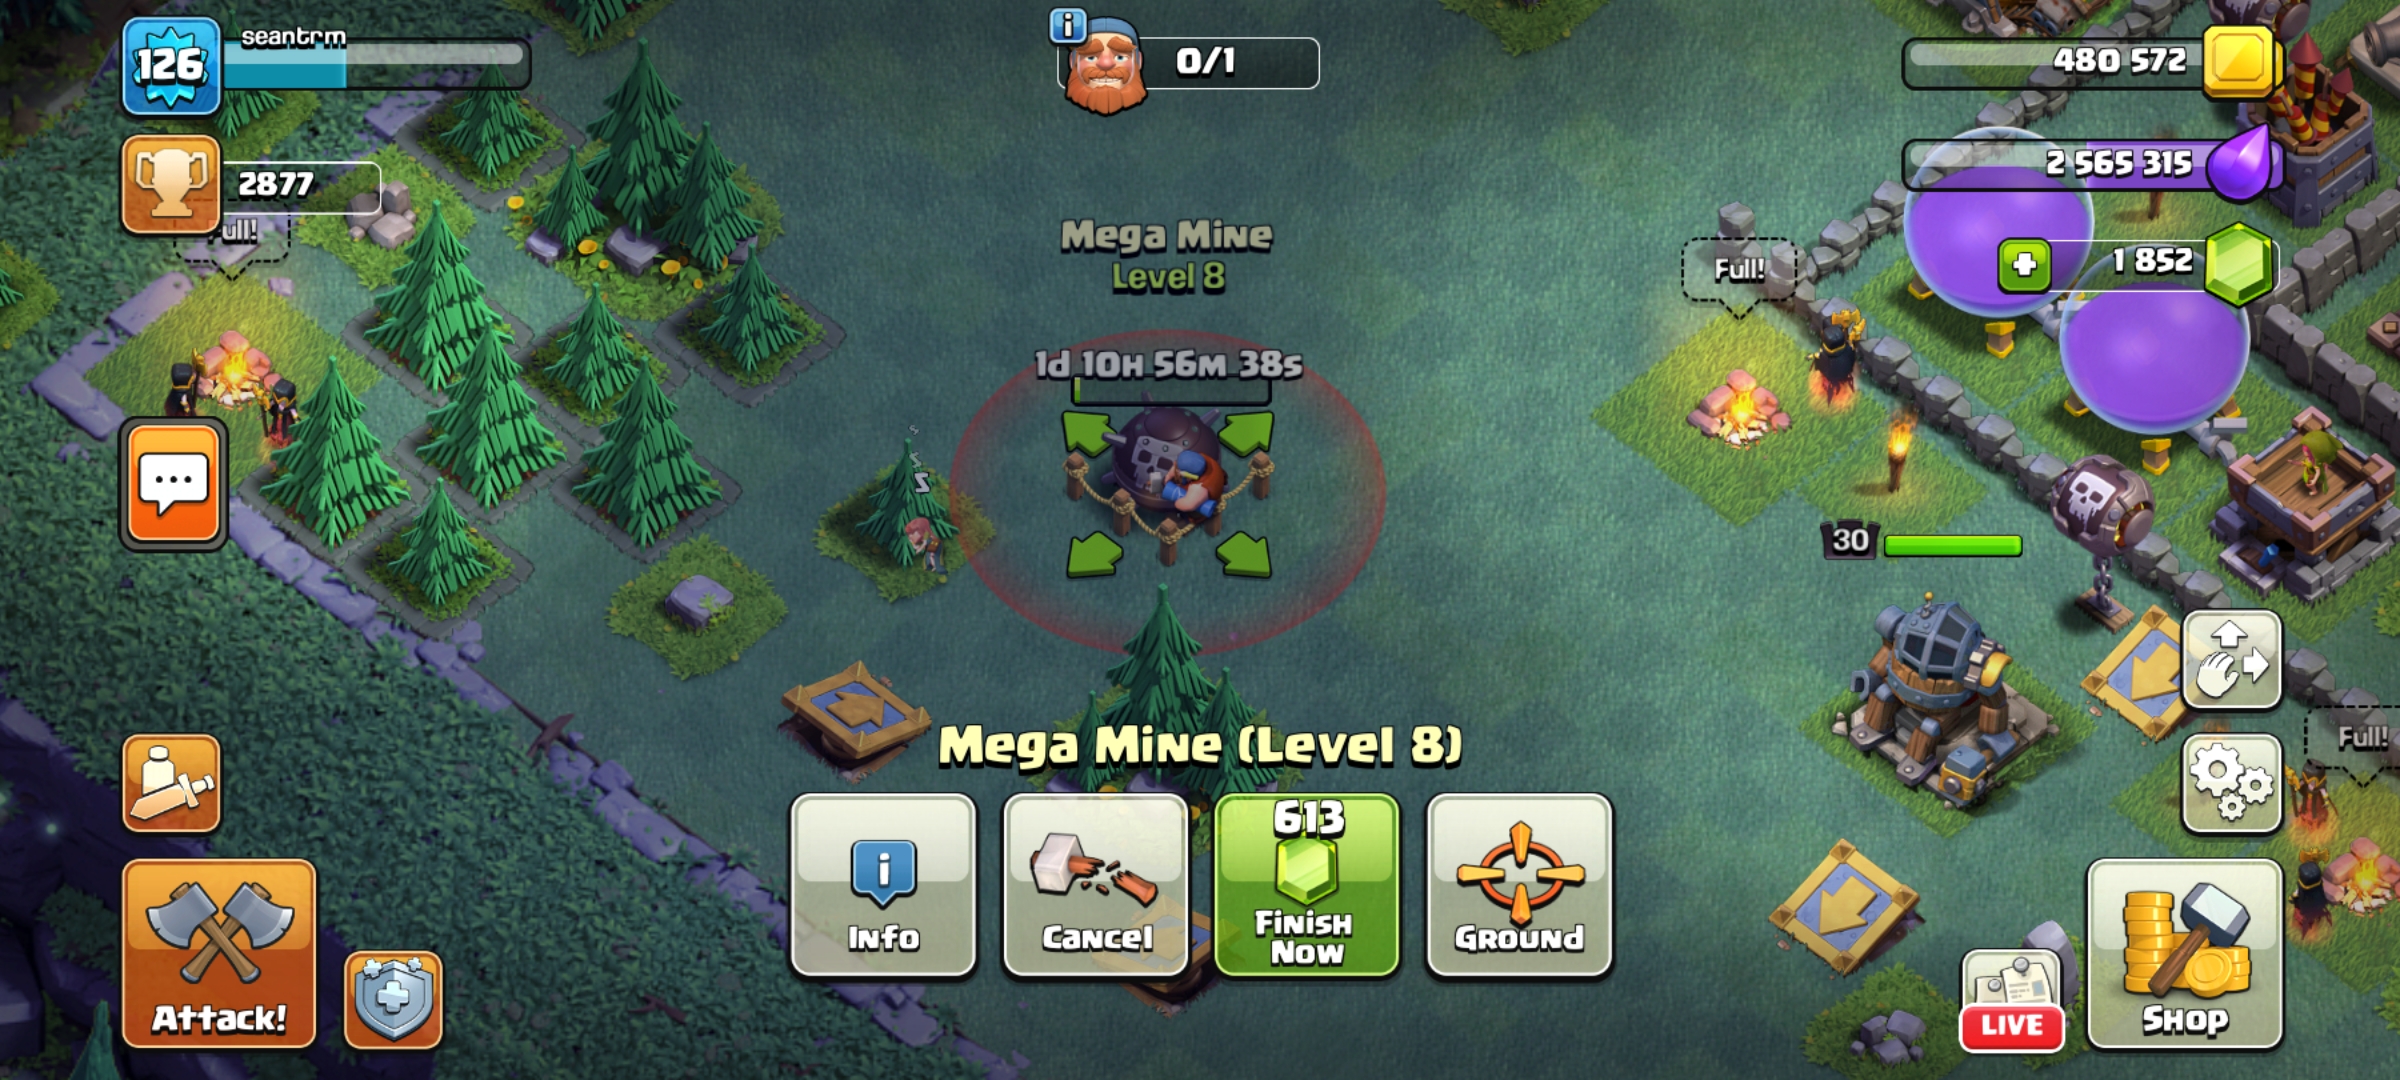 126
seantrm
0/1
480 572
2877
2 565 315
Full!
Mega Mine
Level 8
1 852
Full!
1d 10H 56M 38s
30
Full!
Mega Mine (Level 8)
613
Info
Cancel
Finish
Now
Ground
Attack!
LIVE
Shop